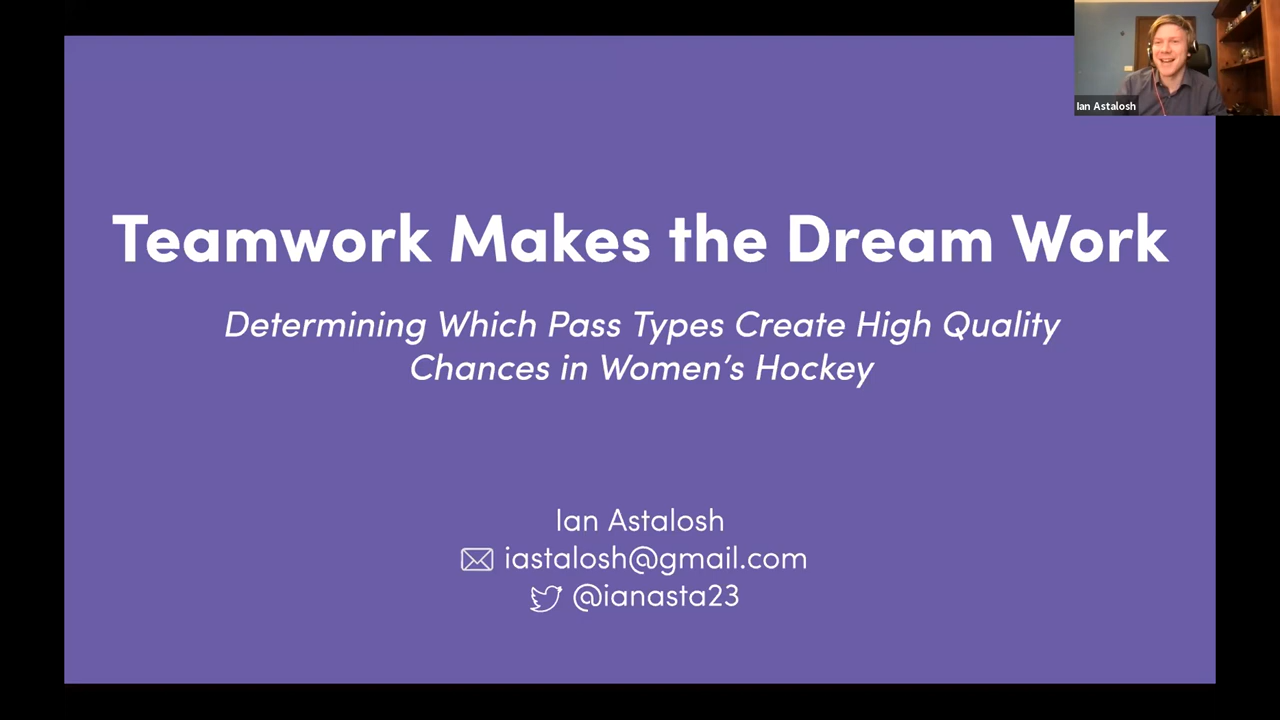 Ian Astalosh
Teamwork Makes the Dream Work
Determining Which Pass Types Create High Quality
Chances in Women’s Hockey
Ian Astalosh
iastalosh@gmail.com
@ianasta23